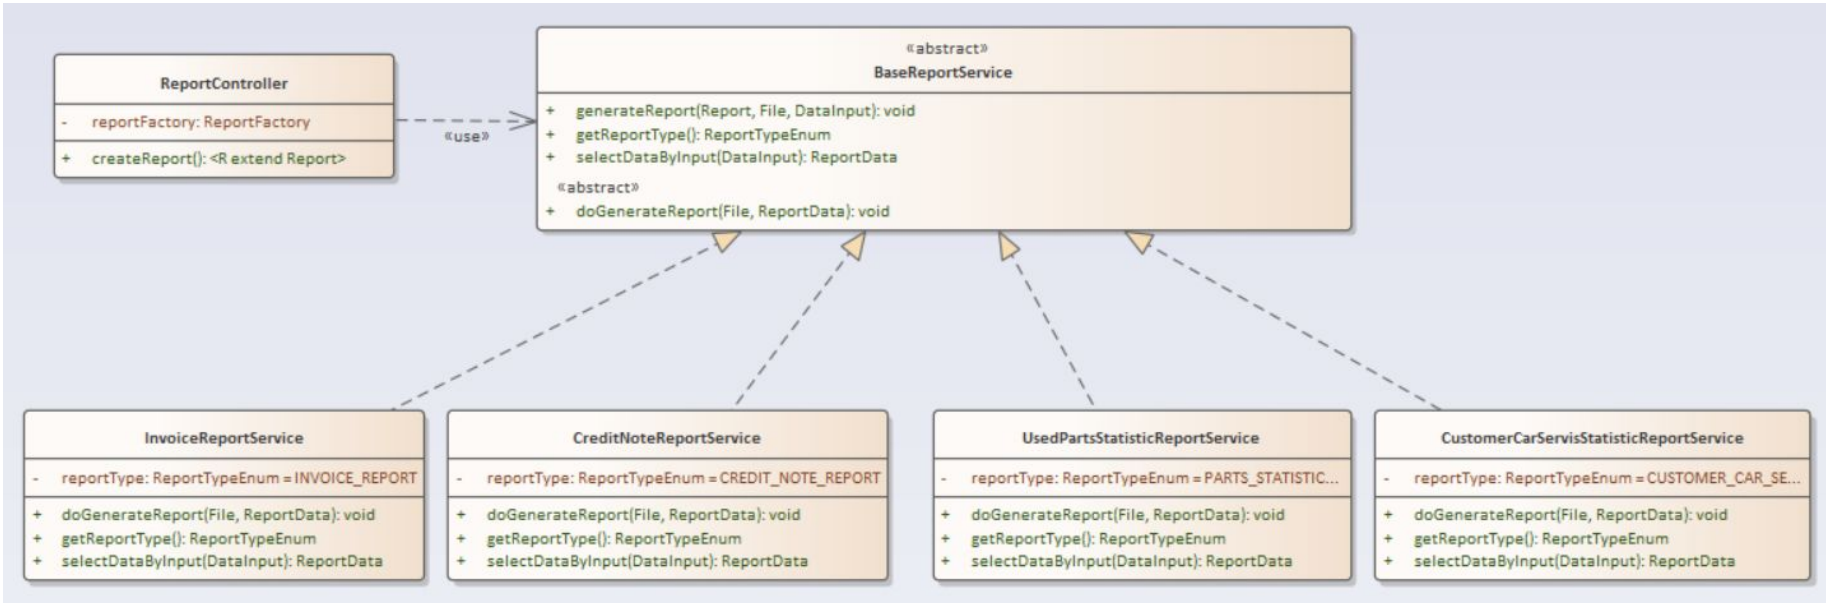 ReportController
- reportFactory: ReportFactory
+ createReport(): <R extend Report>
«use»
«abstract»
BaseReportService
+ generateReport(Report, File, DataInput): void
+ getReportType(): ReportTypeEnum
+ selectDataByInput(DataInput): ReportData
«abstract»
+ doGenerateReport(File, ReportData): void
InvoiceReportService
- reportType: ReportTypeEnum = INVOICE_REPORT
+ doGenerateReport(File, ReportData): void
+ getReportType(): ReportTypeEnum
+ selectDataByInput(DataInput): ReportData
CreditNoteReportService
- reportType: ReportTypeEnum = CREDIT_NOTE_REPORT
+ doGenerateReport(File, ReportData): void
+ getReportType(): ReportTypeEnum
+ selectDataByInput(DataInput): ReportData
UsedPartsStatisticReportService
- reportType: ReportTypeEnum = PARTS_STATISTIC...
+ doGenerateReport(File, ReportData): void
+ getReportType(): ReportTypeEnum
+ selectDataByInput(DataInput): ReportData
CustomerCarServisStatisticReportService
- reportType: ReportTypeEnum = CUSTOMER_CAR_SE...
+ doGenerateReport(File, ReportData): void
+ getReportType(): ReportTypeEnum
+ selectDataByInput(DataInput): ReportData